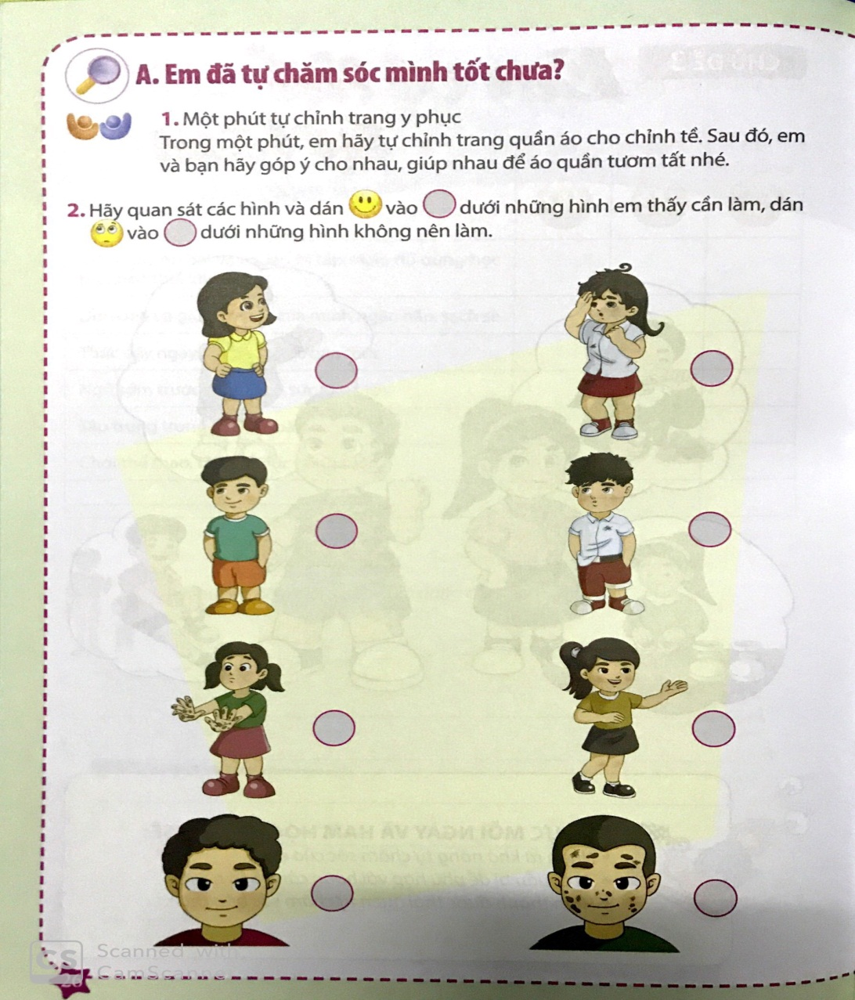 A. Em đã tự chăm sóc mình tốt chưa?
1. Một phút tự chỉnh trang y phục
Trong một phút, em hãy tự chỉnh trang quần áo cho chỉnh tề. Sau đó, em
và bạn hãy góp ý cho nhau, giúp nhau để áo quần tươm tất nhé.
2. Hãy quan sát các hình và dán vào dưới những hình em thấy cần làm, dán
vào dưới những hình không nên làm.
CS Scanned with
CamScanner